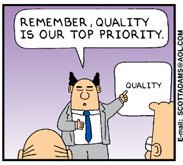 REMEMBER, QUALITY
IS OUR TOP PRIORITY.
QUALITY
E-mail: SCOTTADAMS@AOL.COM